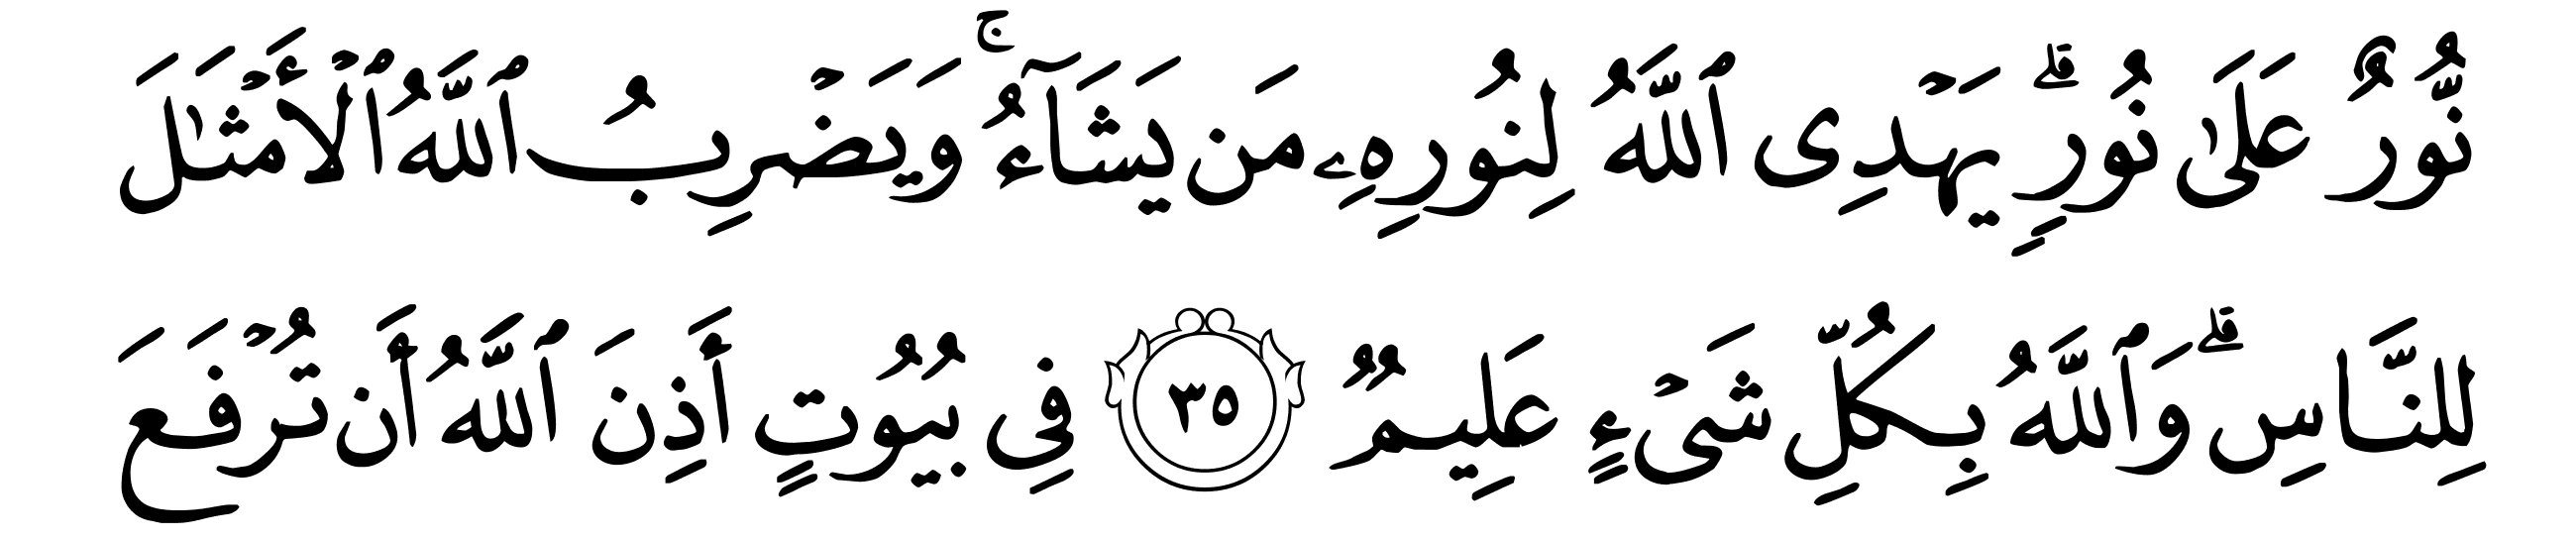 نُّورٌ عَلَىٰ نُورٍۗ يَهۡدِى ٱللَّهُ لِنُورِهِۦ مَن يَشَآءُۚ وَيَضۡرِبُ ٱللَّهُ ٱلۡأَمۡثَٰلَ
لِلنَّاسِۗ وَٱللَّهُ بِكُلِّ شَىۡءٍ عَلِيمٌ ٣٥ فِى بُيُوتٍ أَذِنَ ٱللَّهُ أَن تُرۡفَعَ